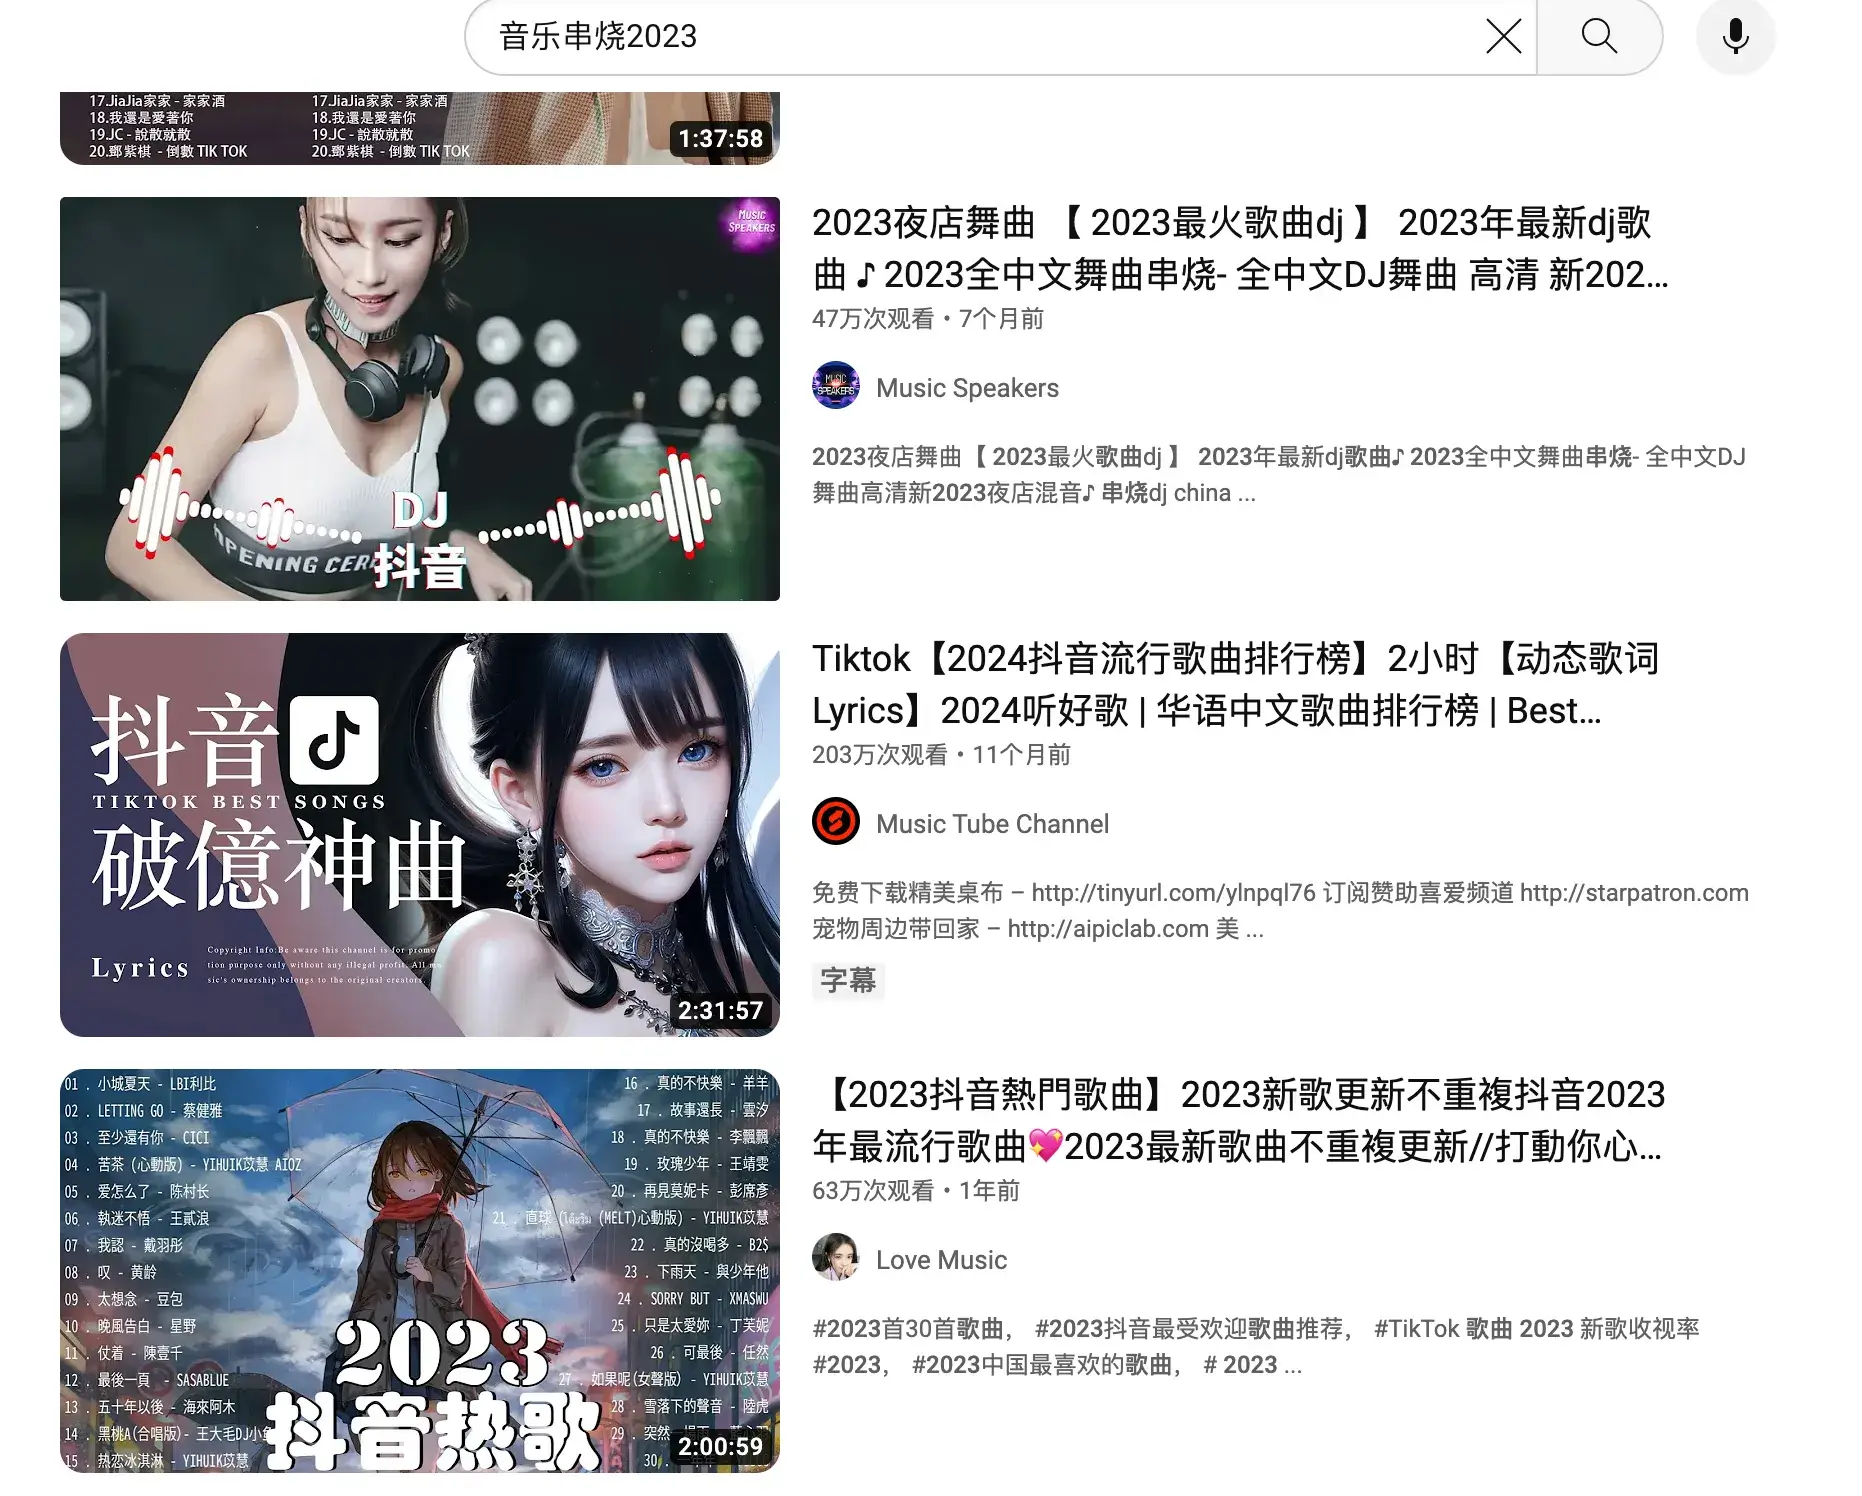 音乐串烧2023
17.JiaJia家家 - 家家酒
18.我還是愛著你
19.JC - 說散就散
20.鄧紫棋 - 倒數 TIK TOK
17.JiaJia家家 - 家家酒
18.我還是愛著你
19.JC - 說散就散
20.鄧紫棋 - 倒數 TIK TOK
1:37:58
MUSIC
SPEAKERS
OPENING CERE
DJ
抖音
2023夜店舞曲 【 2023最火歌曲dj 】 2023年最新dj歌
曲 ♪ 2023全中文舞曲串烧- 全中文DJ舞曲 高清 新202...
47万次观看・7个月前
MUSIC
SPEAKERS
Music Speakers
2023夜店舞曲【 2023最火歌曲dj 】 2023年最新dj歌曲♪ 2023全中文舞曲串烧- 全中文DJ
舞曲高清新2023夜店混音♪ 串烧dj china ...
抖音
TIKTOK BEST SONGS
破億神曲
Lyrics
Copyright Info:Be aware this channel is for promo
tion purpose only without any illegal profit. All mu
sic's ownership belongs to the original creators.
2:31:57
Tiktok【2024抖音流行歌曲排行榜】2小时【动态歌词
Lyrics】2024听好歌 | 华语中文歌曲排行榜 | Best...
203万次观看・11个月前
Music Tube Channel
免费下载精美桌布 – http://tinyurl.com/ylnpql76 订阅赞助喜爱频道 http://starpatron.com
宠物周边带回家 – http://aipiclab.com 美 ...
字幕
01 . 小城夏天 - LBI利比
02 . LETTING GO - 蔡健雅
03 . 至少還有你 - CICI
04 . 苦茶 (心動版) - YIHUIK苡慧 AIOZ
05 . 爱怎么了 - 陈村长
06 . 執迷不悟 - 王貳浪
07 . 我認 - 戴羽彤
08 . 叹 - 黄龄
09 . 太想念 - 豆包
10 . 晚風告白 - 星野
11 . 仗着 - 陳壹千
12 . 最後一頁 - SASABLUE
13 . 五十年以後 - 海來阿木
14 . 黑桃A(合唱版)- 王大毛DJ小
15 . 热恋冰淇淋 - YIHUIK苡慧
16 . 真的不快樂 - 羊羊
17 . 故事還長 - 雲汐
18 . 真的不快樂 - 李飄飄
19 . 玫瑰少年 - 王靖雯
20 . 再見莫妮卡 - 彭席彥
21 . 直球 (MELT)心動版) - YIHUIK苡慧
22 . 真的沒喝多 - B2$
23 . 下雨天 - 與少年他
24 . SORRY BUT - XMASWU
25 . 只是太愛妳 - 丁芙妮
26 . 可最後 - 任然
27 . 如果呢(女聲版) - YIHUIK苡慧
28 . 雪落下的聲音 - 陸虎
29 . 突然
30 .
2023
抖音热歌
2:00:59
【2023抖音熱門歌曲】2023新歌更新不重複抖音2023
年最流行歌曲💖2023最新歌曲不重複更新//打動你心...
63万次观看・1年前
Love Music
#2023首30首歌曲， #2023抖音最受欢迎歌曲推荐， #TikTok 歌曲 2023 新歌收视率
#2023， #2023中国最喜欢的歌曲， # 2023 ...